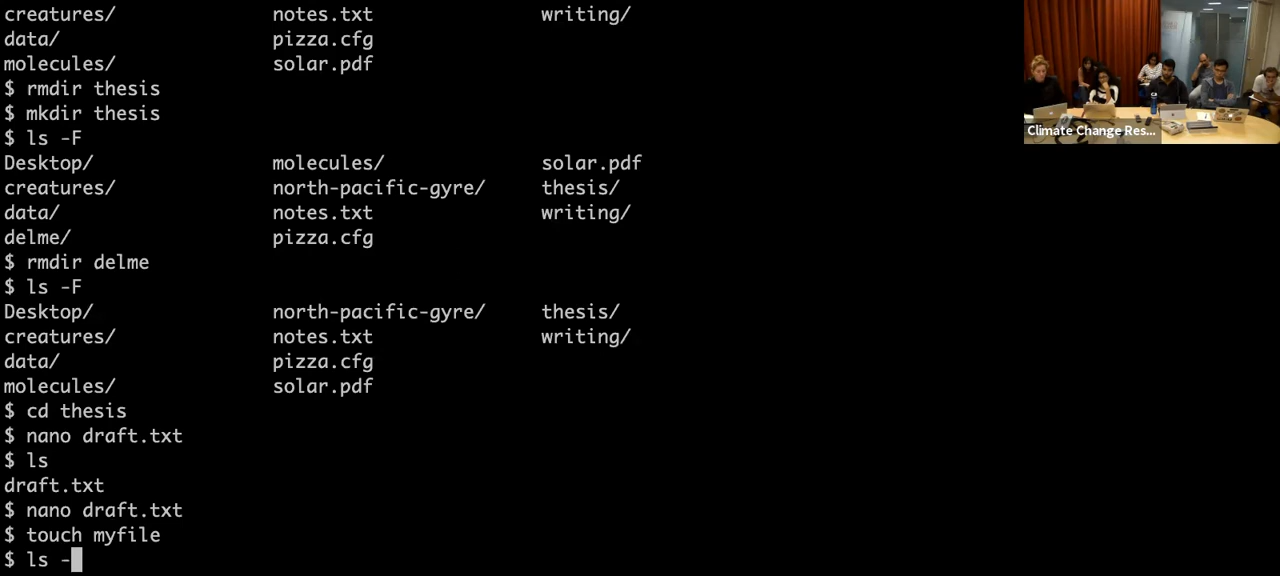 creatures/ notes.txt writing/
data/ pizza.cfg
molecules/ solar.pdf
$ rmdir thesis
$ mkdir thesis
$ ls -F
Desktop/ molecules/ solar.pdf
creatures/ north-pacific-gyre/ thesis/
data/ notes.txt writing/
delme/ pizza.cfg
$ rmdir delme
$ ls -F
Desktop/ north-pacific-gyre/ thesis/
creatures/ notes.txt writing/
data/ pizza.cfg
molecules/ solar.pdf
$ cd thesis
$ nano draft.txt
$ ls
draft.txt
$ nano draft.txt
$ touch myfile
$ ls -
Climate Change Res...